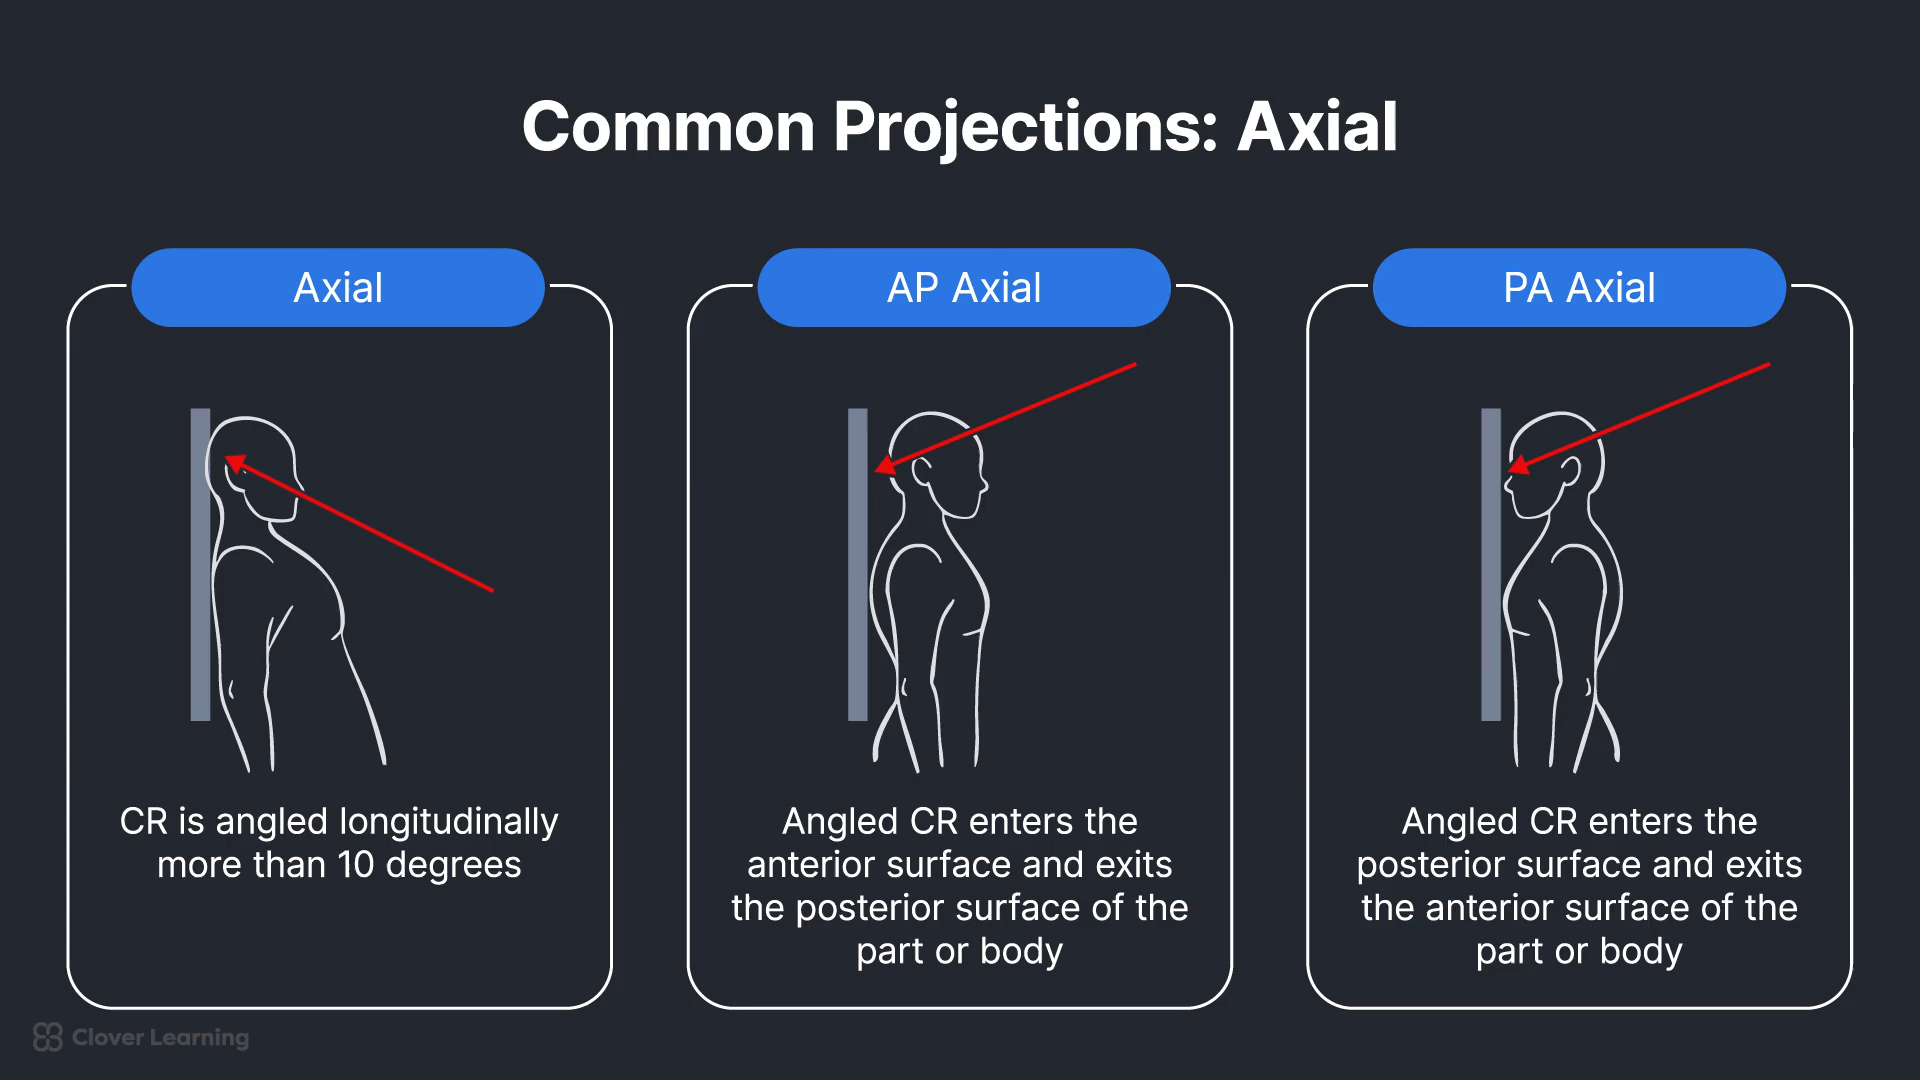 Common Projections: Axial
Axial
CR is angled longitudinally
more than 10 degrees
AP Axial
Angled CR enters the
anterior surface and exits
the posterior surface of the
part or body
PA Axial
Angled CR enters the
posterior surface and exits
the anterior surface of the
part or body
Clover Learning